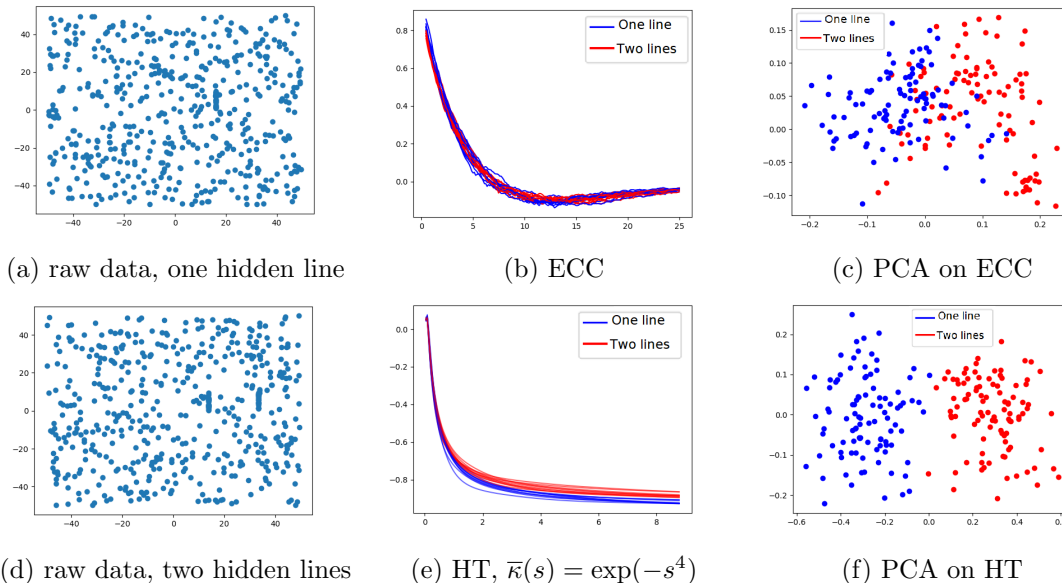 40
20
0
−20
−40
−40 −20 0 20 40
(a) raw data, one hidden line
0.8
0.6
0.4
0.2
0.0
0 5 10 15 20 25
One line
Two lines
(b) ECC
0.15
0.10
0.05
0.00
−0.05
−0.10
−0.2 −0.1 0.0 0.1 0.2
One line
Two lines
(c) PCA on ECC
40
20
0
−20
−40
−40 −20 0 20 40
(d) raw data, two hidden lines
0.0
−0.2
−0.4
−0.6
−0.8
0 2 4 6 8
One line
Two lines
(e) HT, κ̅(s) = exp(−s⁴)
0.2
0.1
0.0
−0.1
−0.2
−0.6 −0.4 −0.2 0.0 0.2 0.4 0.6
One line
Two lines
(f) PCA on HT